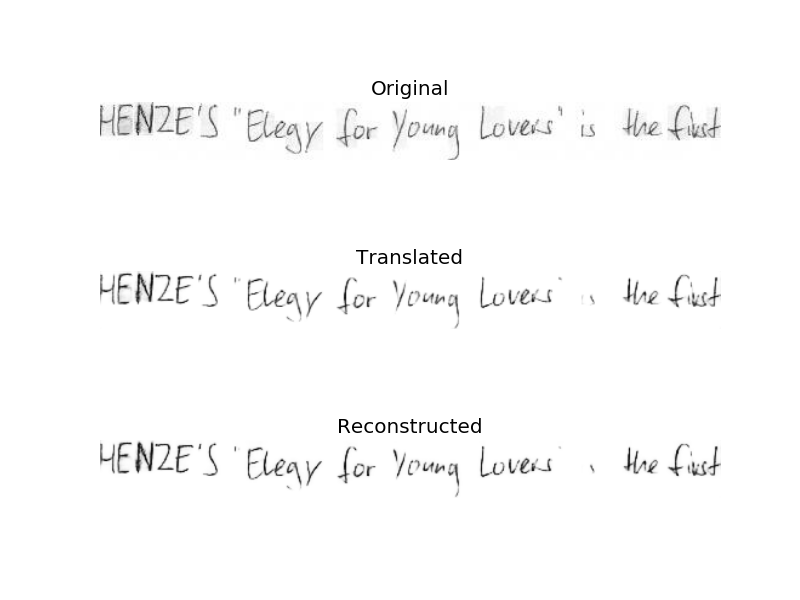 Original
HENZE'S "Elegy for Young Lovers" is the first
Translated
HENZE'S "Elegy for Young Lovers" the first
Reconstructed
HENZE'S 'Elegy for Young Lovers' the first